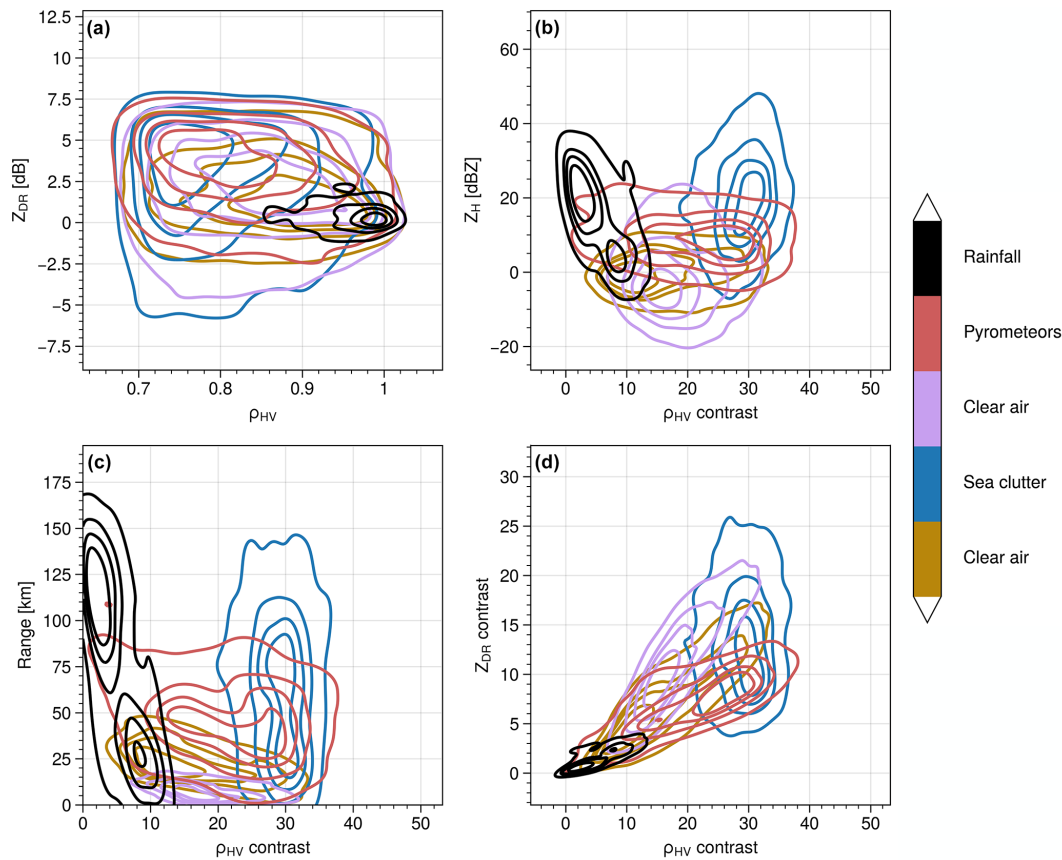 (a)
12.5
10
7.5
5
2.5
0
−2.5
−5
−7.5
Z_DR [dB]
0.7 0.8 0.9 1
ρ_HV
(b)
60
40
20
0
−20
Z_H [dBZ]
0 10 20 30 40 50
ρ_HV contrast
(c)
175
150
125
100
75
50
25
0
Range [km]
0 10 20 30 40 50
ρ_HV contrast
(d)
30
25
20
15
10
5
0
Z_DR contrast
0 10 20 30 40 50
ρ_HV contrast
Rainfall
Pyrometeors
Clear air
Sea clutter
Clear air